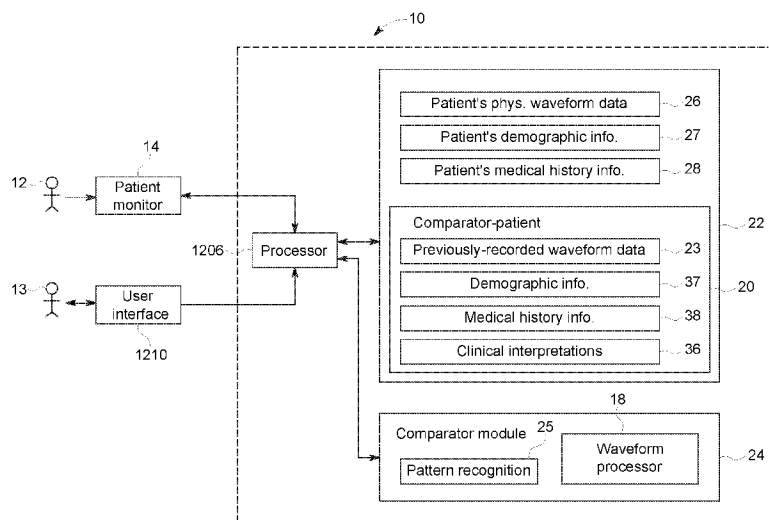 10
Patient's phys. waveform data
26
Patient's demographic info.
27
Patient's medical history info.
28
14
12
Patient
monitor
Comparator-patient
22
1206
Processor
Previously-recorded waveform data
23
Demographic info.
37
20
13
User
interface
Medical history info.
38
1210
Clinical interpretations
36
18
Comparator module
25
Waveform
processor
24
Pattern recognition